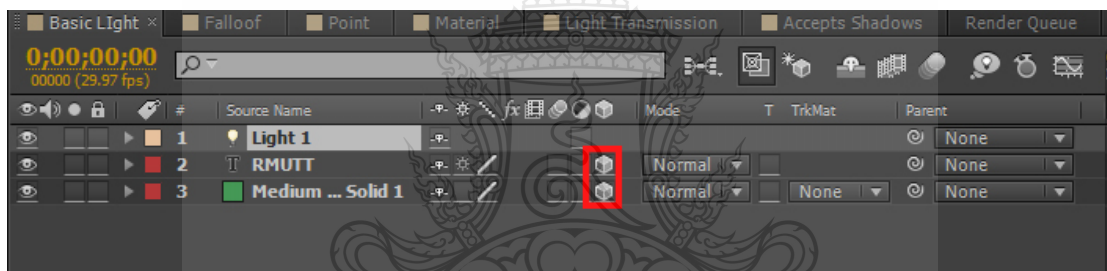 Basic LIght × Falloof Point Material Light Transmission Accepts Shadows Render Queue
0;00;00;00
00000 (29.97 fps)
# Source Name fx Mode T TrkMat Parent
1 Light 1 None
2 T RMUTT Normal None
3 Medium ... Solid 1 Normal None None